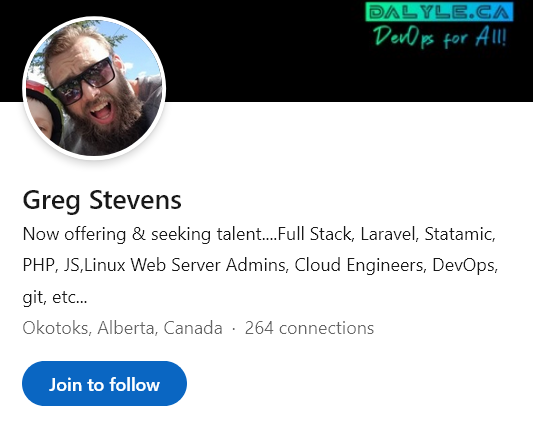 DALYLE.CA
DevOps for All!
Greg Stevens
Now offering & seeking talent....Full Stack, Laravel, Statamic,
PHP, JS,Linux Web Server Admins, Cloud Engineers, DevOps,
git, etc...
Okotoks, Alberta, Canada · 264 connections
Join to follow